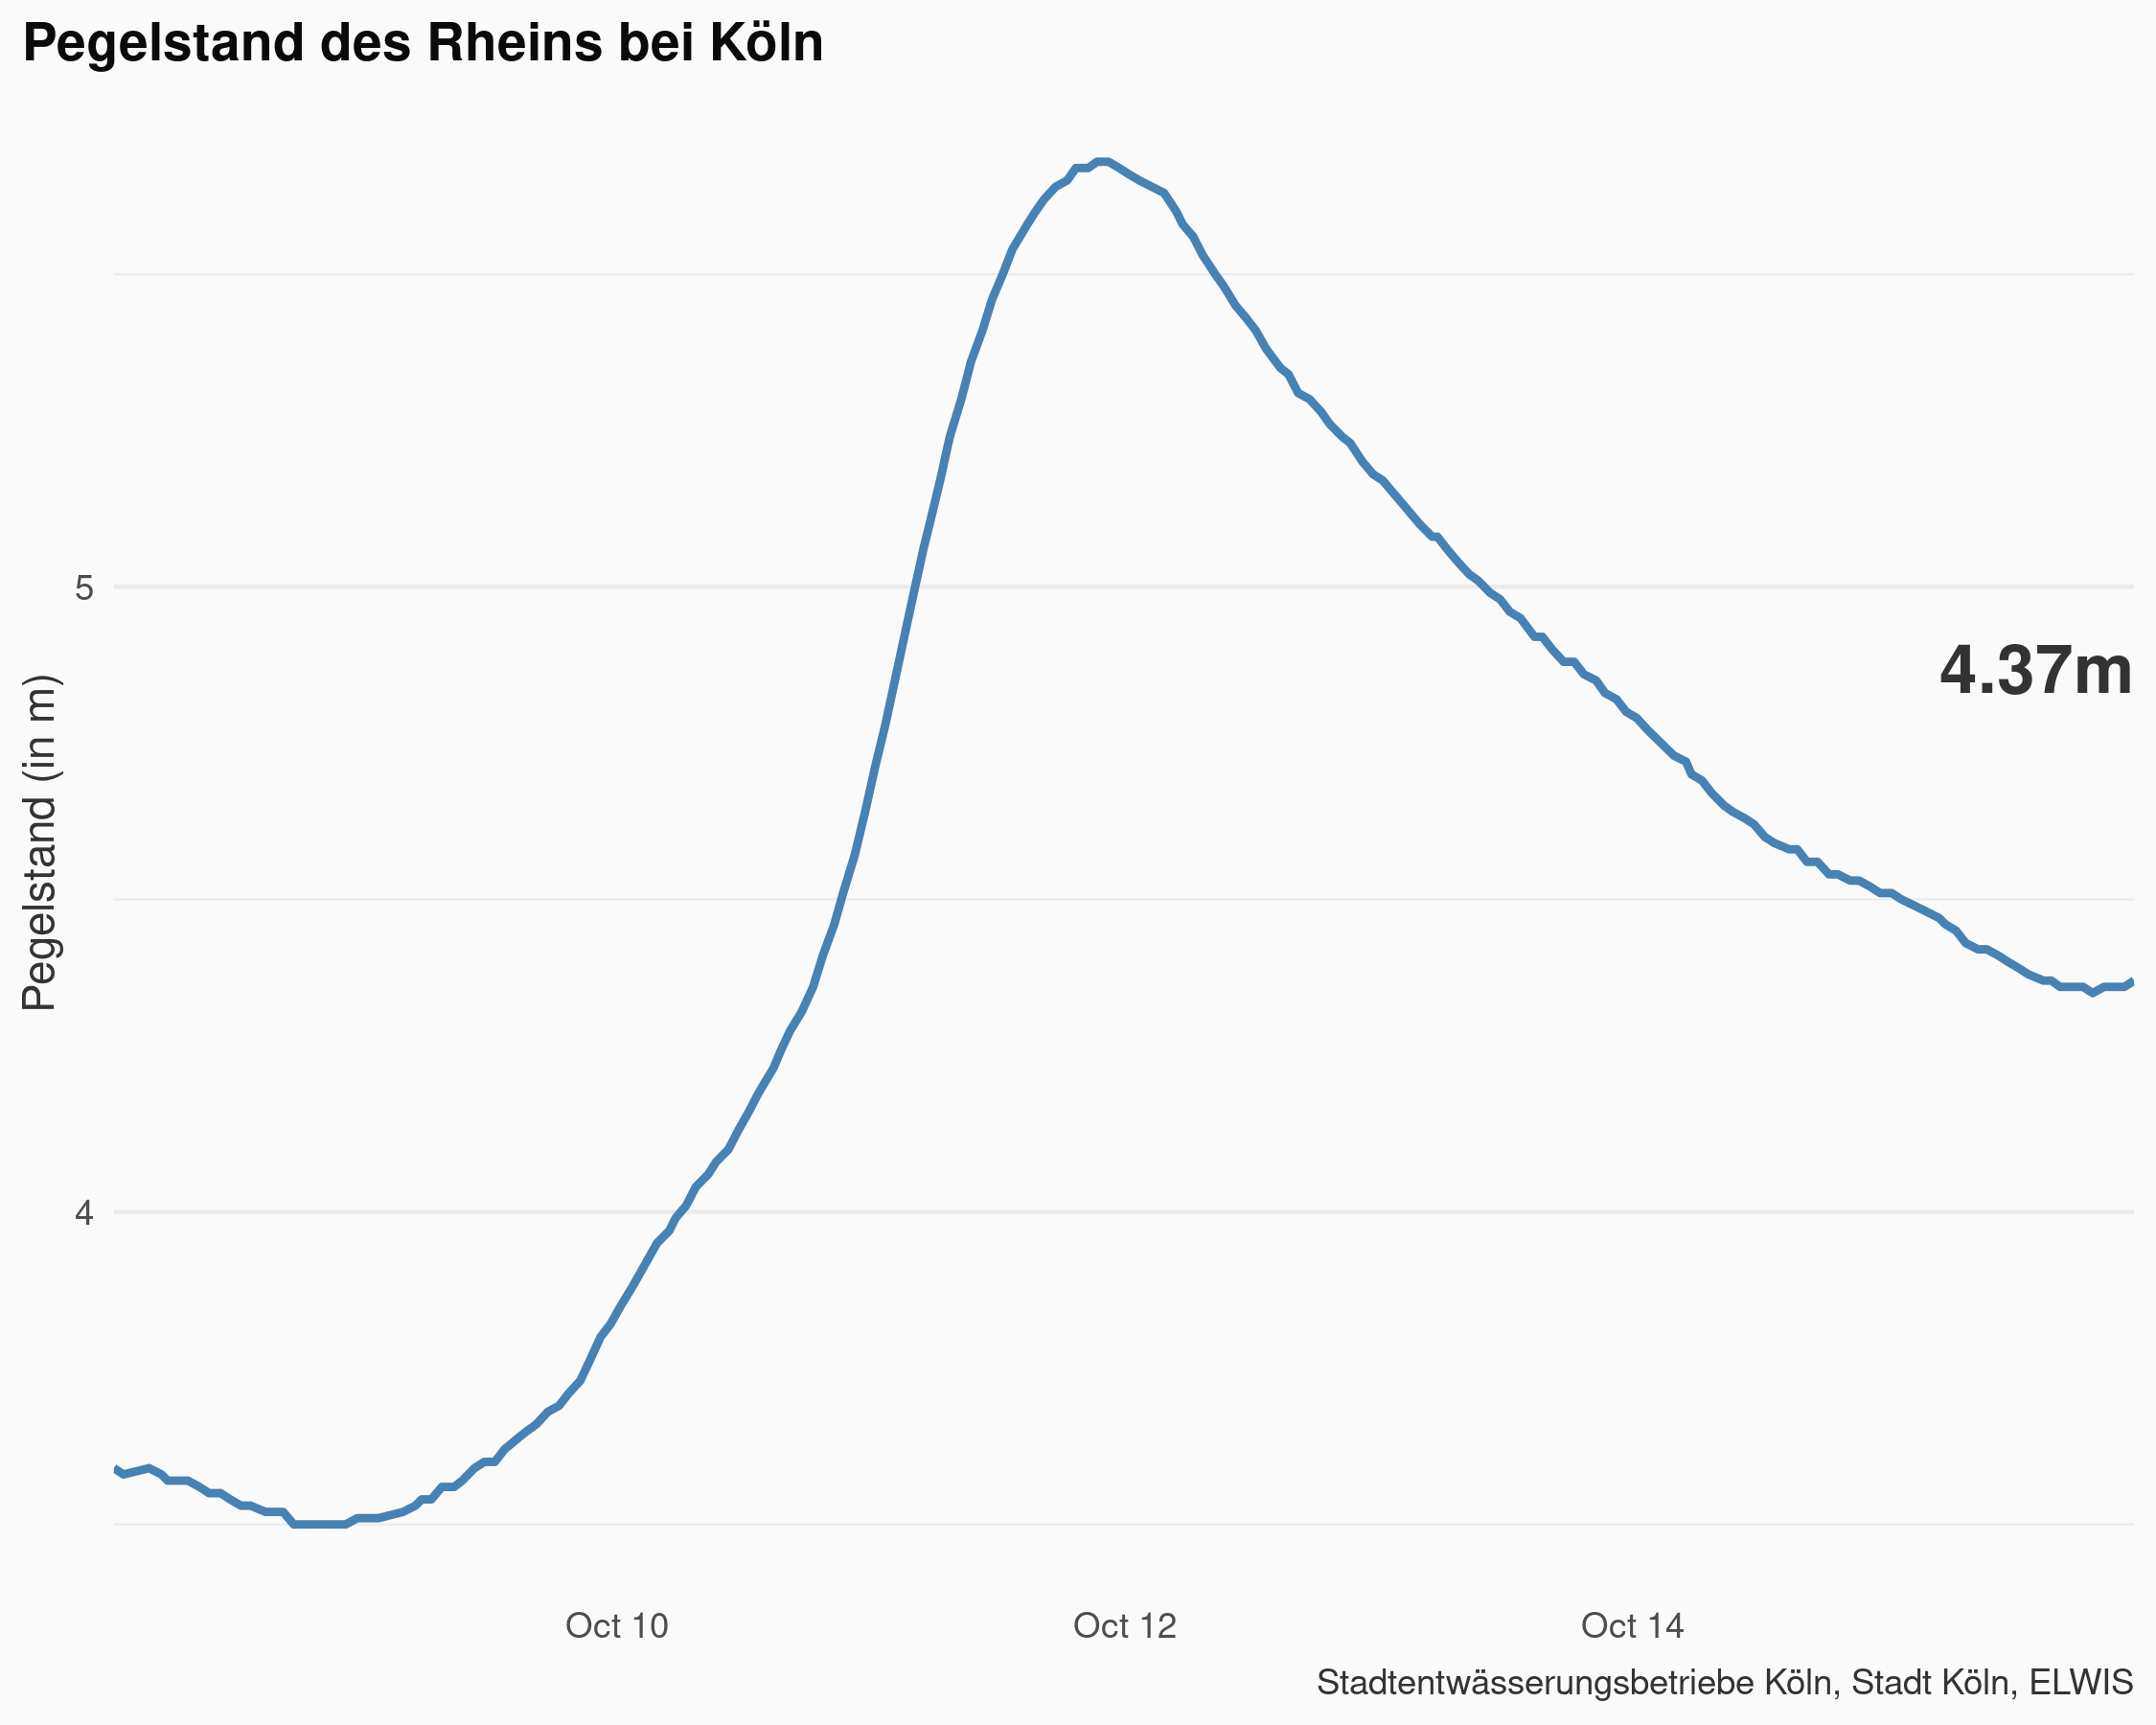 Pegelstand des Rheins bei Köln
Pegelstand (in m)
5
4
4.37m
Oct 10
Oct 12
Oct 14
Stadtentwässerungsbetriebe Köln, Stadt Köln, ELWIS